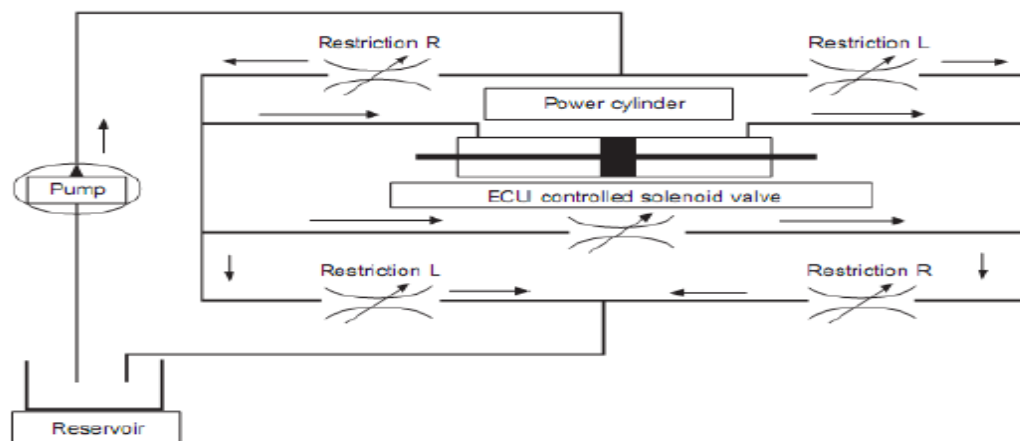 Restriction R
Restriction L
Power cylinder
Pump
ECU controlled solenoid valve
Restriction L
Restriction R
Reservoir